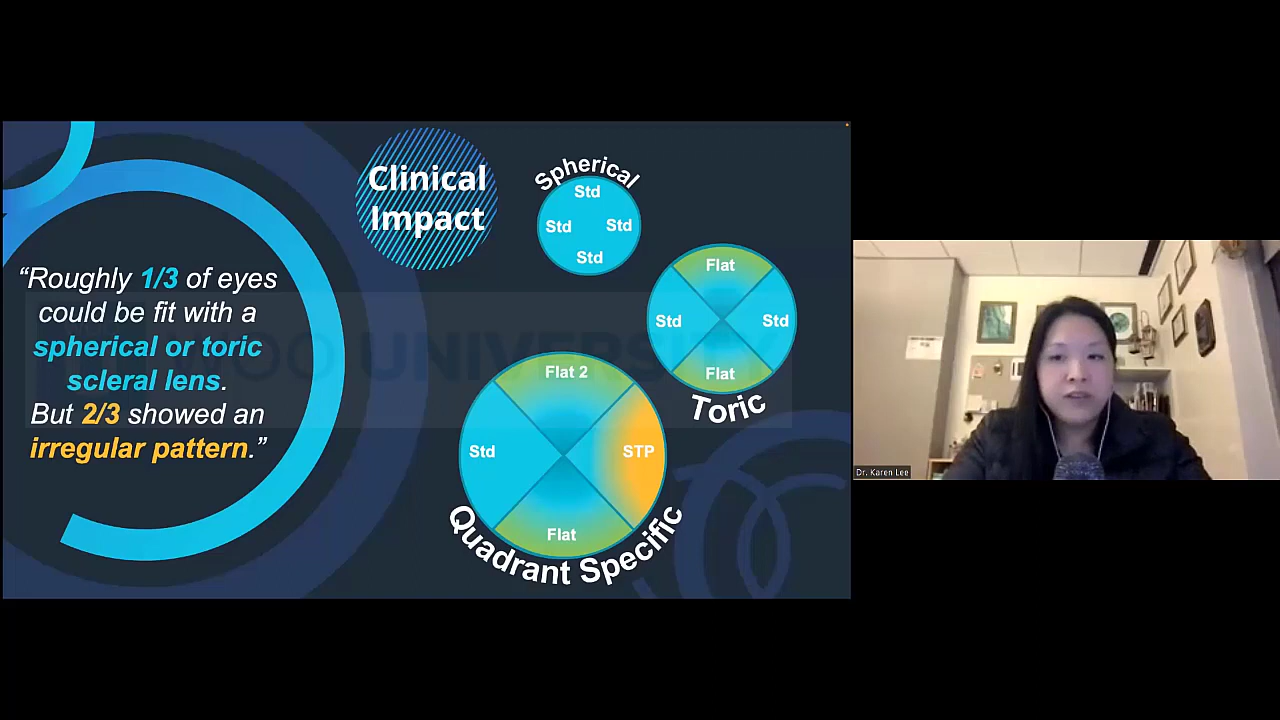 Clinical
Impact
“Roughly 1/3 of eyes
could be fit with a
spherical or toric
scleral lens.
But 2/3 showed an
irregular pattern.”
Spherical
Std
Std
Std
Std
Flat
Std
Std
Flat
Toric
Flat 2
Std
STP
Flat
Quadrant Specific
UNIVERSITY
Dr. Karen Lee